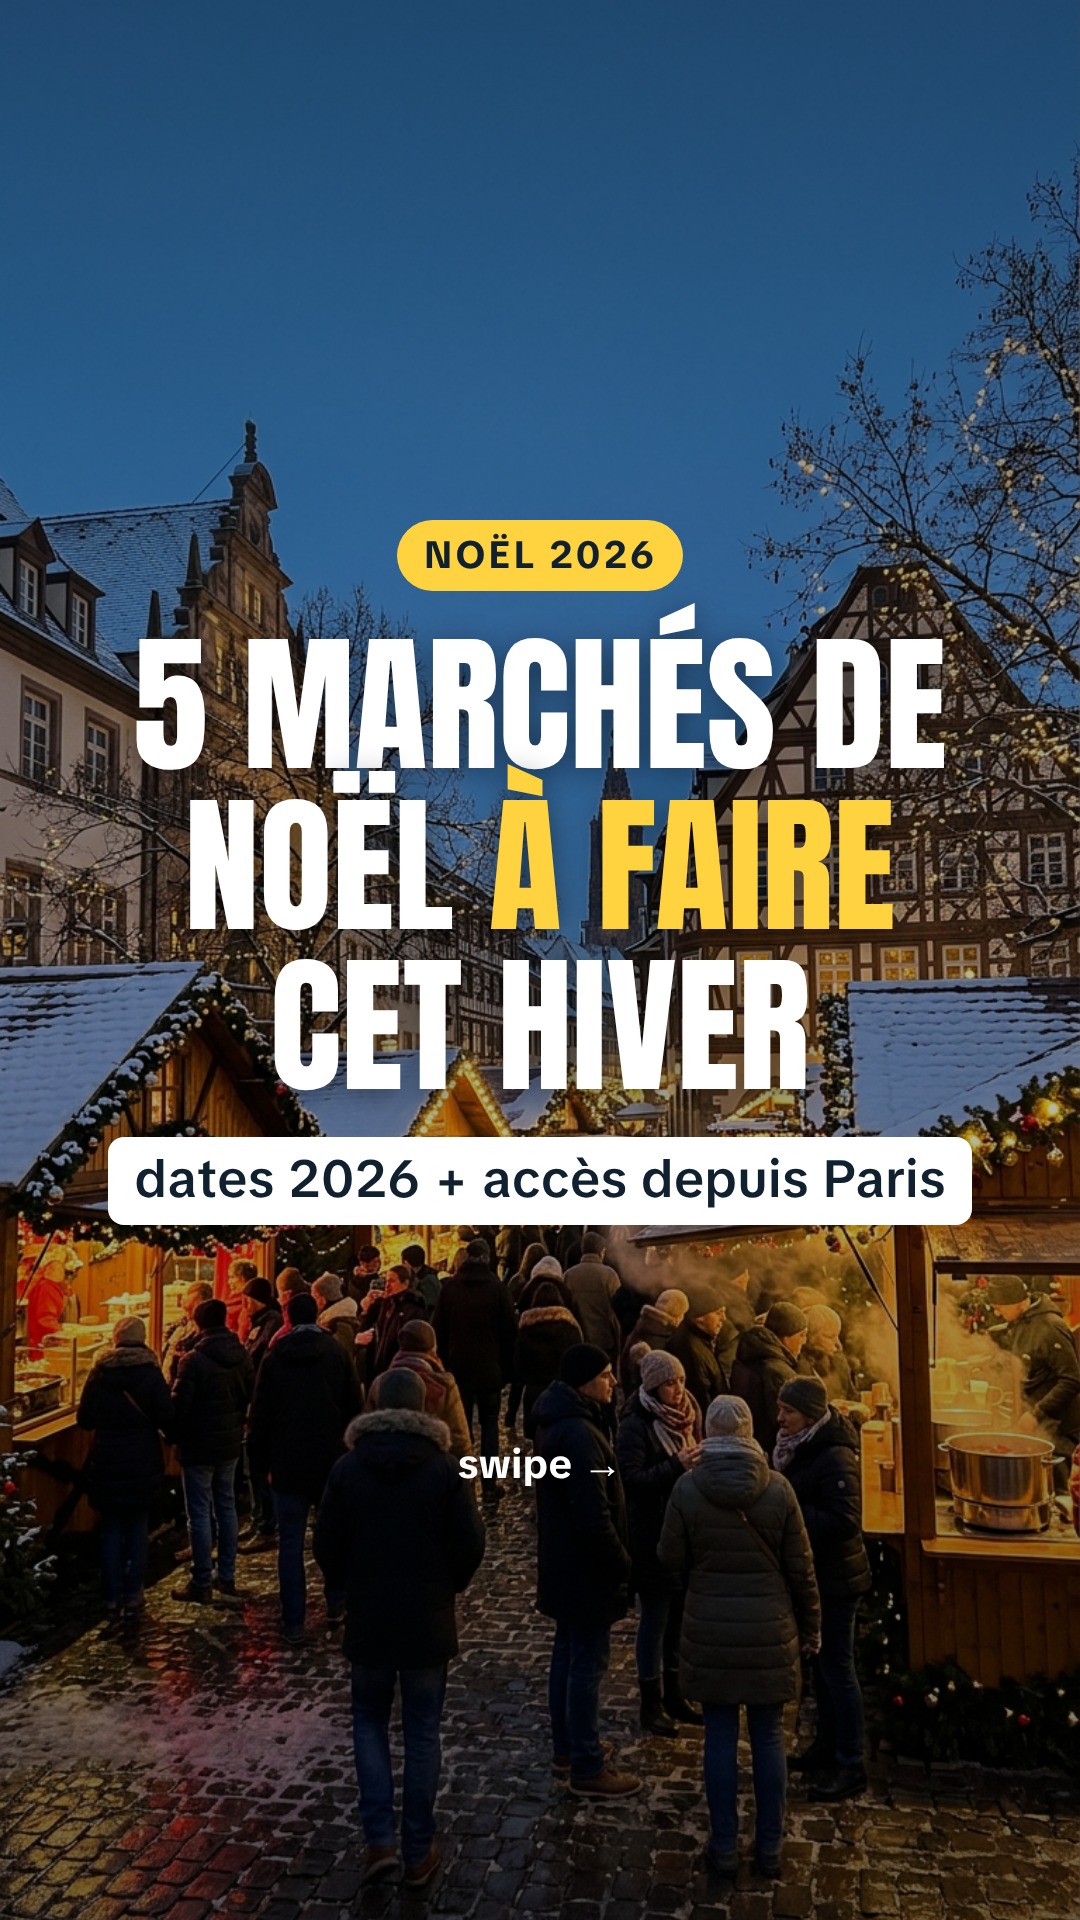 NOËL 2026
5 MARCHÉS DE
NOËL À FAIRE
CET HIVER
dates 2026 + accès depuis Paris
swipe →